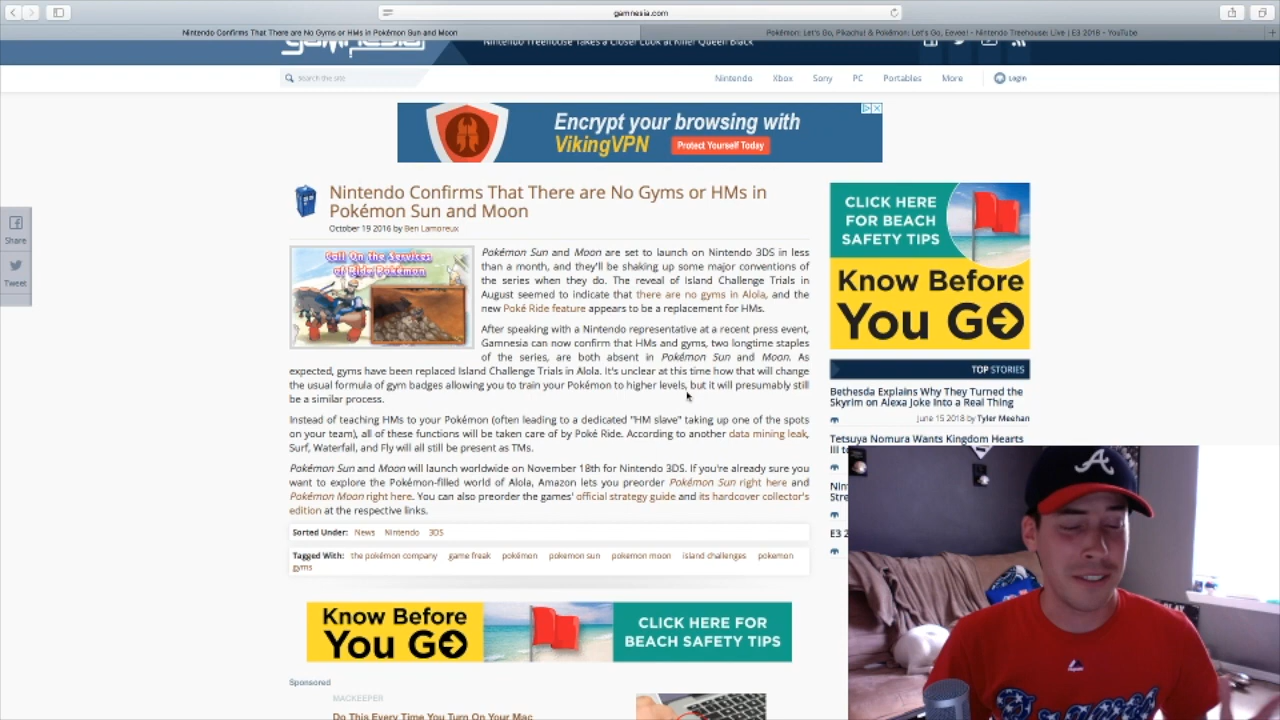 gamnesia.com
Nintendo Confirms That There are No Gyms or HMs in Pokémon Sun and Moon
Pokémon: Let's Go, Pikachu! & Pokémon: Let's Go, Eevee! - Nintendo Treehouse: Live | E3 2018 - YouTube
gamnesia
Nintendo Treehouse Takes a Closer Look at Killer Queen Black
Search the site
Nintendo Xbox Sony PC Portables More Login
Encrypt your browsing with
VikingVPN Protect Yourself Today
Share
Tweet
Nintendo Confirms That There are No Gyms or HMs in
Pokémon Sun and Moon
October 19 2016 by Ben Lamoreux
Call On the Services
of Ride Pokémon
Pokémon Sun and Moon are set to launch on Nintendo 3DS in less
than a month, and they'll be shaking up some major conventions of
the series when they do. The reveal of Island Challenge Trials in
August seemed to indicate that there are no gyms in Alola, and the
new Poké Ride feature appears to be a replacement for HMs.
After speaking with a Nintendo representative at a recent press event,
Gamnesia can now confirm that HMs and gyms, two longtime staples
of the series, are both absent in Pokémon Sun and Moon. As
expected, gyms have been replaced Island Challenge Trials in Alola. It's unclear at this time how that will change
the usual formula of gym badges allowing you to train your Pokémon to higher levels, but it will presumably still
be a similar process.
Instead of teaching HMs to your Pokémon (often leading to a dedicated "HM slave" taking up one of the spots
on your team), all of these functions will be taken care of by Poké Ride. According to another data mining leak,
Surf, Waterfall, and Fly will all still be present as TMs.
Pokémon Sun and Moon will launch worldwide on November 18th for Nintendo 3DS. If you're already sure you
want to explore the Pokémon-filled world of Alola, Amazon lets you preorder Pokémon Sun right here and
Pokémon Moon right here. You can also preorder the games' official strategy guide and its hardcover collector's
edition at the respective links.
Sorted Under: News Nintendo 3DS
Tagged With: the pokémon company game freak pokémon pokemon sun pokemon moon island challenges pokemon
gyms
Know Before
You GO
CLICK HERE FOR
BEACH SAFETY TIPS
Sponsored
MACKEEPER
Do This Every Time You Turn On Your Mac
CLICK HERE
FOR BEACH
SAFETY TIPS
Know Before
You GO
TOP STORIES
Bethesda Explains Why They Turned the
Skyrim on Alexa Joke Into a Real Thing
June 15 2018 by Tyler Meehan
Tetsuya Nomura Wants Kingdom Hearts
III to
Stre
E3 2
A